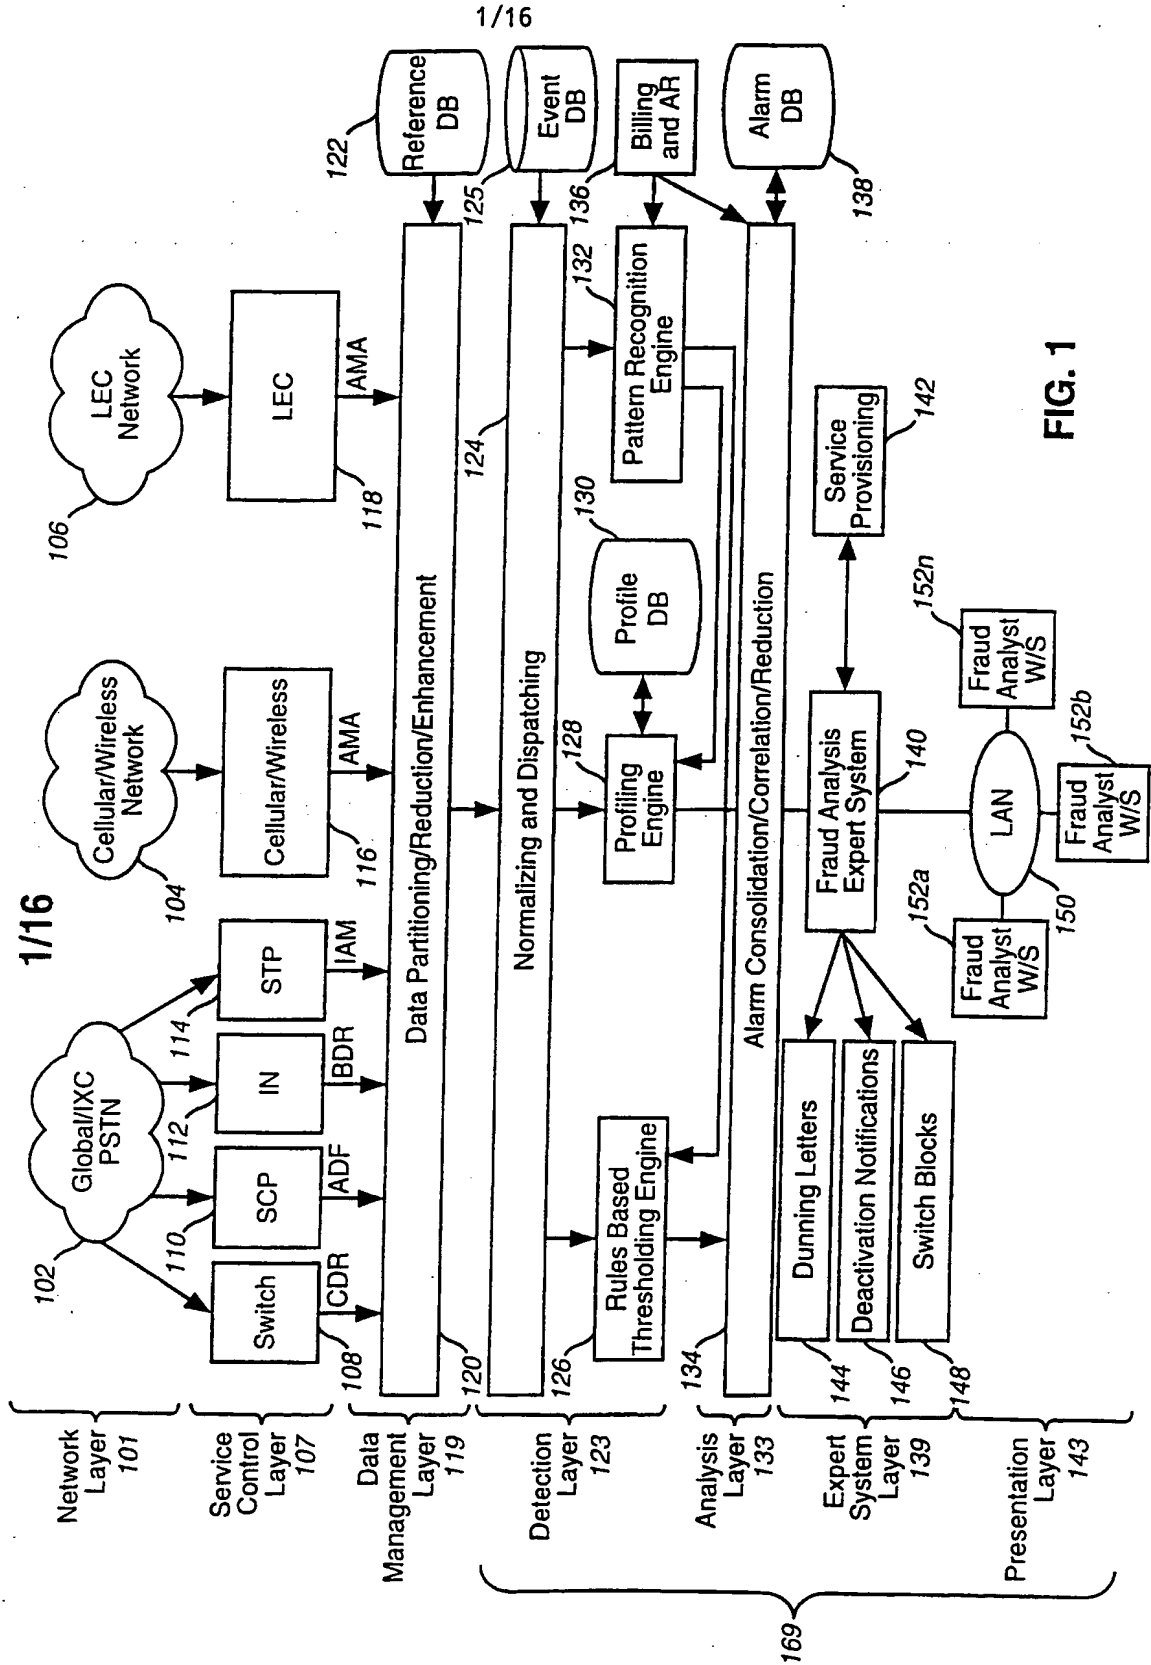 1/16
1/16
Network
Layer
101
Global/IXC
PSTN
102
Cellular/Wireless
Network
104
LEC
Network
106
Service
Control
Layer
107
Switch
108
SCP
110
IN
112
STP
114
Cellular/Wireless
116
LEC
118
CDR
ADF
BDR
IAM
AMA
AMA
Data
Management
Layer
119
Data Partitioning/Reduction/Enhancement
120
Reference
DB
122
Detection
Layer
123
Normalizing and Dispatching
124
Event
DB
125
Rules Based
Thresholding Engine
126
Profiling
Engine
128
Profile
DB
130
Pattern Recognition
Engine
132
Billing
and AR
136
Analysis
Layer
133
Alarm Consolidation/Correlation/Reduction
134
Alarm
DB
138
Expert
System
Layer
139
Dunning Letters
144
Deactivation Notifications
146
Switch Blocks
148
Fraud Analysis
Expert System
140
Service
Provisioning
142
Presentation
Layer
143
LAN
150
Fraud
Analyst
W/S
152a
Fraud
Analyst
W/S
152b
Fraud
Analyst
W/S
152n
169
FIG. 1